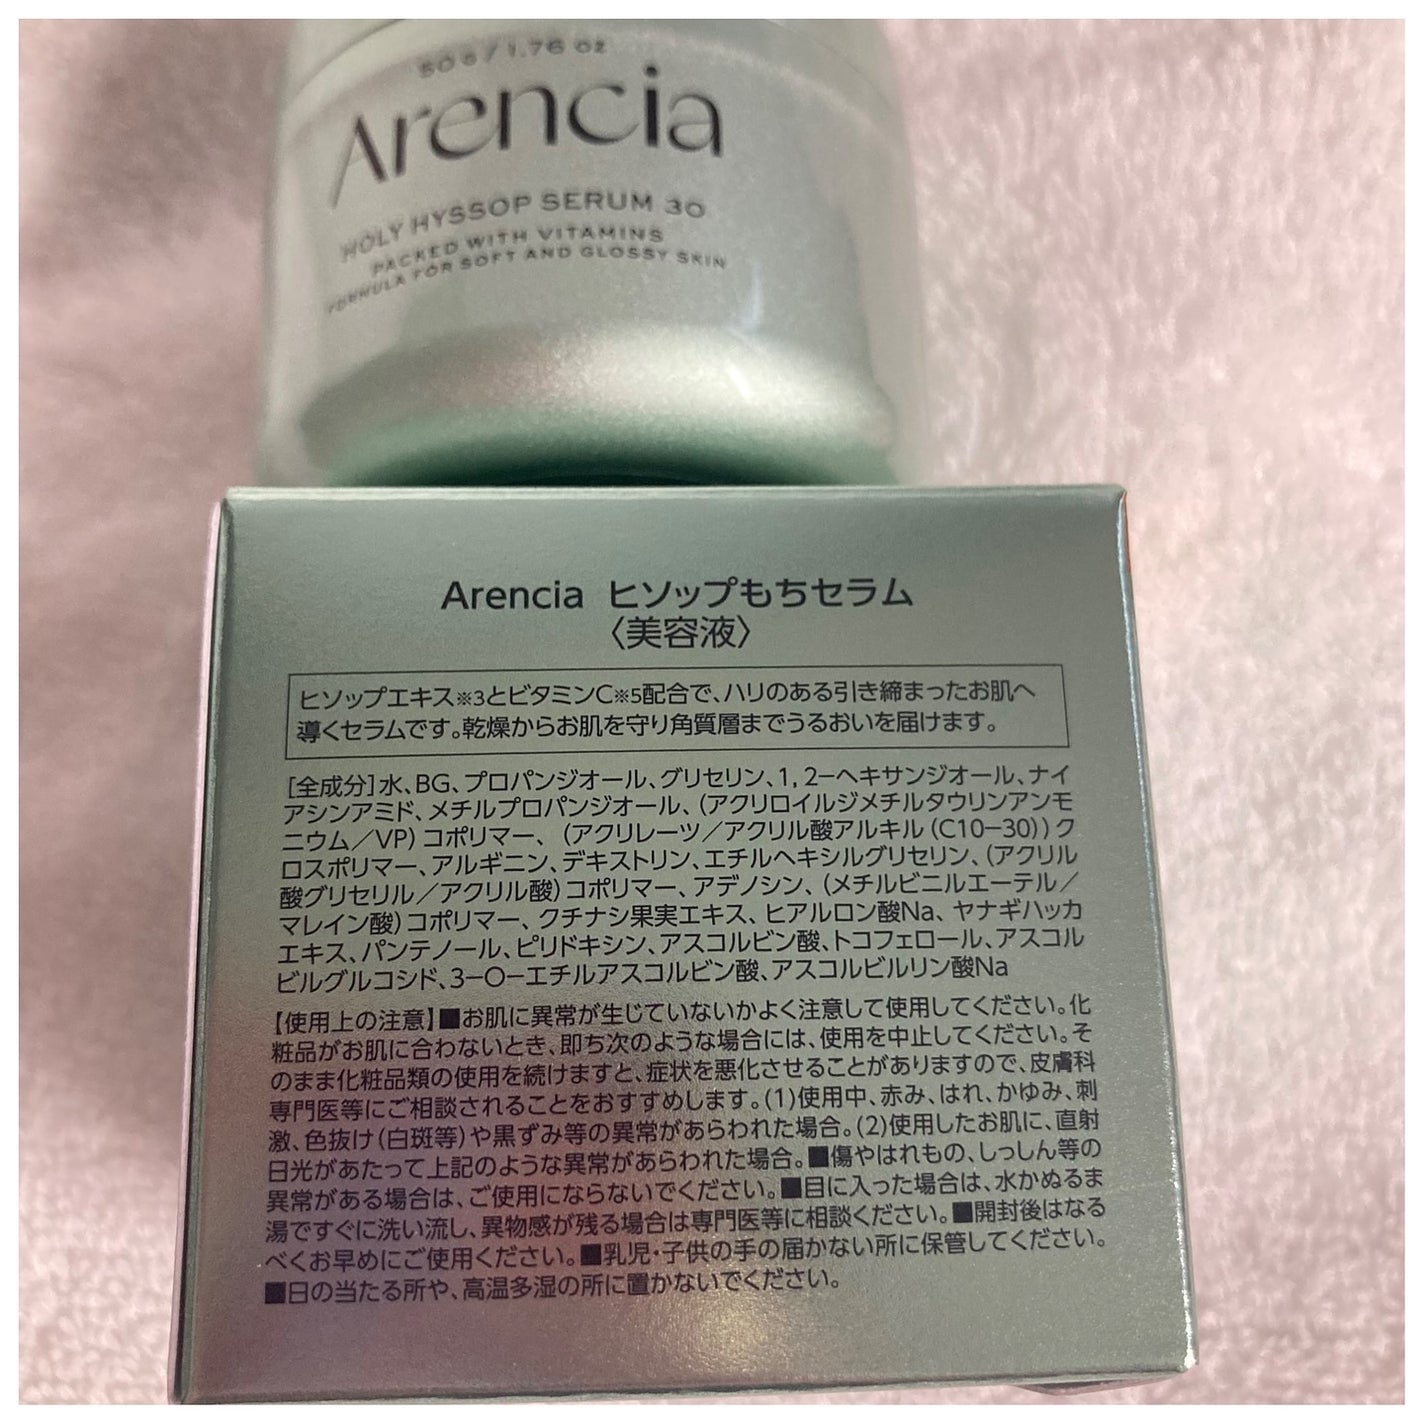 50 g / 1.76 oz
Arencia
HOLY HYSSOP SERUM 30
PACKED WITH VITAMINS
FORMULA FOR SOFT AND GLOSSY SKIN
Arencia ヒソップもちセラム
〈美容液〉
ヒソップエキス※3とビタミンC※5配合で、ハリのある引き締まったお肌へ
導くセラムです。乾燥からお肌を守り角質層までうるおいを届けます。
[全成分]水、BG、プロパンジオール、グリセリン、1, 2-ヘキサンジオール、ナイ
アシンアミド、メチルプロパンジオール、(アクリロイルジメチルタウリンアンモ
ニウム/VP)コポリマー、(アクリレーツ/アクリル酸アルキル(C10-30))ク
ロスポリマー、アルギニン、デキストリン、エチルヘキシルグリセリン、(アクリル
酸グリセリル/アクリル酸)コポリマー、アデノシン、(メチルビニルエーテル/
マレイン酸)コポリマー、クチナシ果実エキス、ヒアルロン酸Na、ヤナギハッカ
エキス、パンテノール、ピリドキシン、アスコルビン酸、トコフェロール、アスコル
ビルグルコシド、3-O-エチルアスコルビン酸、アスコルビルリン酸Na
【使用上の注意】■お肌に異常が生じていないかよく注意して使用してください。化
粧品がお肌に合わないとき、即ち次のような場合には、使用を中止してください。そ
のまま化粧品類の使用を続けますと、症状を悪化させることがありますので、皮膚科
専門医等にご相談されることをおすすめします。(1)使用中、赤み、はれ、かゆみ、刺
激、色抜け(白斑等)や黒ずみ等の異常があらわれた場合。(2)使用したお肌に、直射
日光があたって上記のような異常があらわれた場合。■傷やはれもの、しっしん等の
異常がある場合は、ご使用にならないでください。■目に入った場合は、水かぬるま
湯ですぐに洗い流し、異物感が残る場合は専門医等に相談ください。■開封後はなる
べくお早めにご使用ください。■乳児・子供の手の届かない所に保管してください。
■日の当たる所や、高温多湿の所に置かないでください。